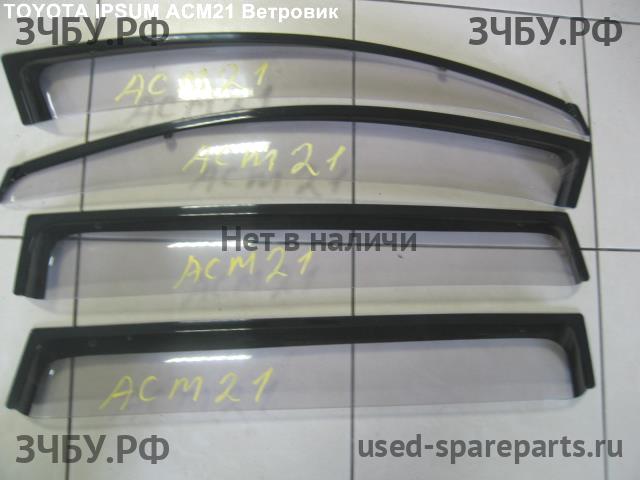 TOYOTA IPSUM ACM21 Ветровик
ЗЧБУ.РФ ЗЧБУ.РФ
ACM21
ACM21
Нет в наличи
ACM21
ACM21
ЗЧБУ.РФ
used-spareparts.ru